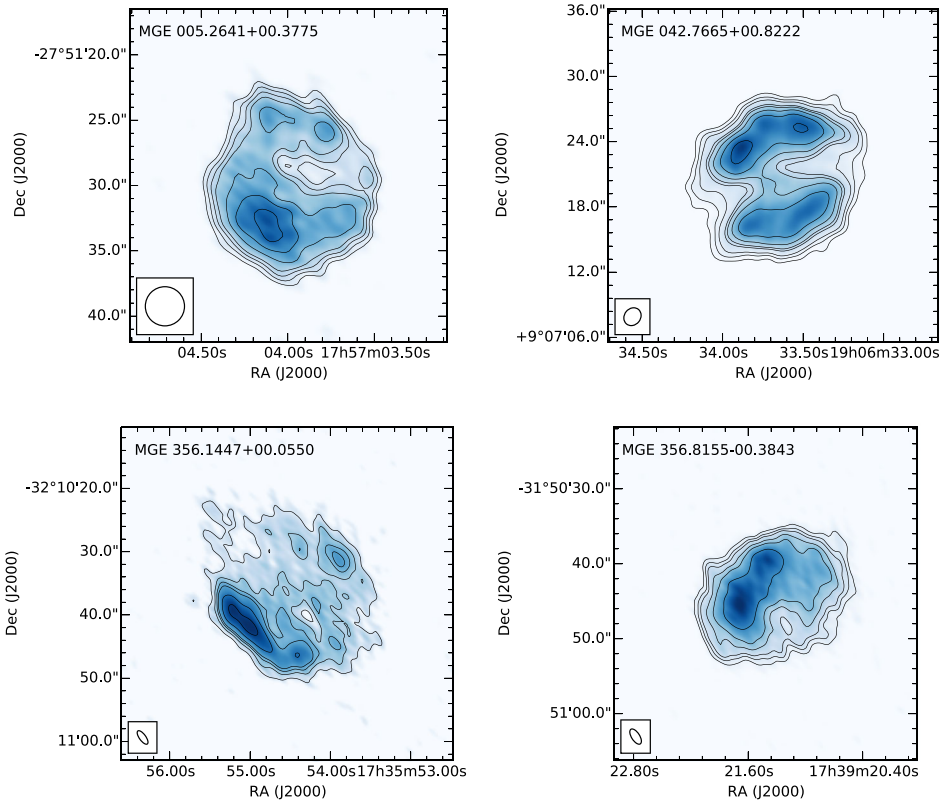 MGE 005.2641+00.3775
-27°51'20.0"
25.0"
30.0"
35.0"
40.0"
Dec (J2000)
04.50s 04.00s 17h57m03.50s
RA (J2000)
MGE 042.7665+00.8222
36.0"
30.0"
24.0"
18.0"
12.0"
+9°07'06.0"
Dec (J2000)
34.50s 34.00s 33.50s 19h06m33.00s
RA (J2000)
MGE 356.1447+00.0550
-32°10'20.0"
30.0"
40.0"
50.0"
11'00.0"
Dec (J2000)
56.00s 55.00s 54.00s 17h35m53.00s
RA (J2000)
MGE 356.8155-00.3843
-31°50'30.0"
40.0"
50.0"
51'00.0"
Dec (J2000)
22.80s 21.60s 17h39m20.40s
RA (J2000)